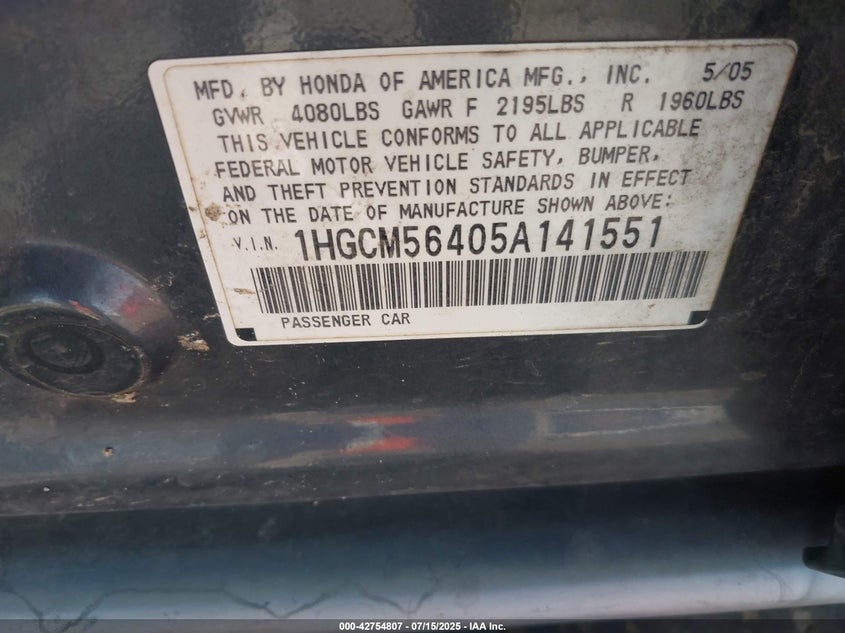 MFD. BY HONDA OF AMERICA MFG., INC. 5/05
GVWR 4080LBS GAWR F 2195LBS R 1960LBS
THIS VEHICLE CONFORMS TO ALL APPLICABLE
FEDERAL MOTOR VEHICLE SAFETY, BUMPER,
AND THEFT PREVENTION STANDARDS IN EFFECT
ON THE DATE OF MANUFACTURE SHOWN ABOVE:
V.I.N. 1HGCM56405A141551
PASSENGER CAR
000-42754807 - 07/15/2025 - IAA Inc.